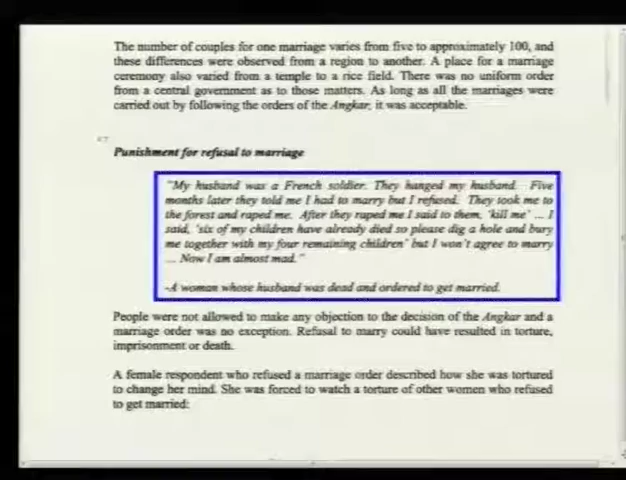 The number of couples for one marriage varies from five to approximately 100, and
these differences were observed from a region to another. A place for a marriage
ceremony also varied from a temple to a rice field. There was no uniform order
from a central government as to those matters. As long as all the marriages were
carried out by following the orders of the Angkar, it was acceptable.
Punishment for refusal to marriage
"My husband was a French soldier. They hanged my husband. Five
months later they told me I had to marry but I refused. They took me to
the forest and raped me. After they raped me I said to them, 'kill me' ... I
said, 'six of my children have already died so please dig a hole and bury
me together with my four remaining children' but I won't agree to marry
... Now I am almost mad."
-A woman whose husband was dead and ordered to get married.
People were not allowed to make any objection to the decision of the Angkar and a
marriage order was no exception. Refusal to marry could have resulted in torture,
imprisonment or death.
A female respondent who refused a marriage order described how she was tortured
to change her mind. She was forced to watch a torture of other women who refused
to get married: